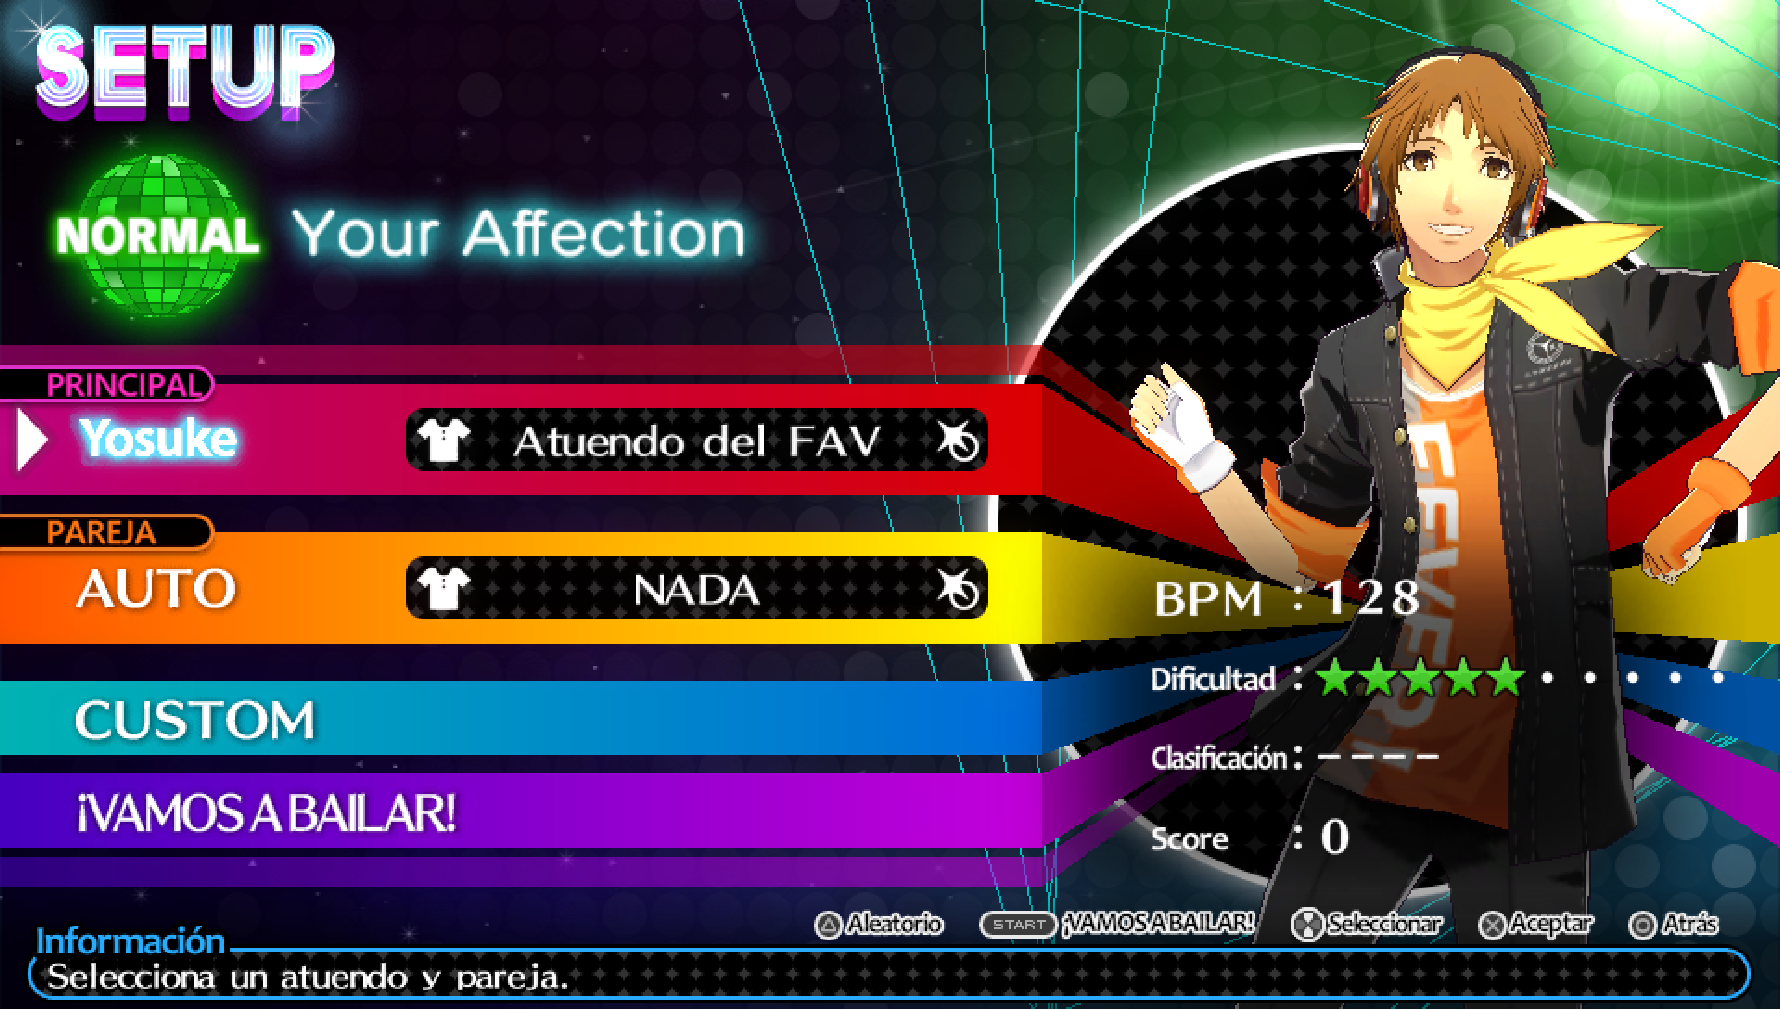 SETUP
NORMAL
Your Affection
PRINCIPAL
Yosuke
Atuendo del FAV
PAREJA
AUTO
NADA
CUSTOM
¡VAMOS A BAILAR!
FEVER!
BPM : 128
Dificultad :
Clasificación : ----
Score : 0
Aleatorio
START ¡VAMOS A BAILAR!
Seleccionar
Aceptar
Atrás
Información
Selecciona un atuendo y pareja.